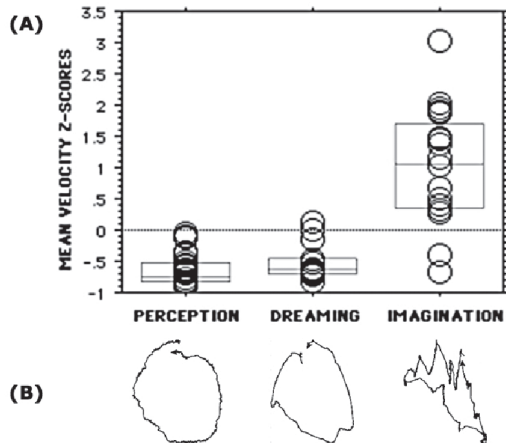 (A)
MEAN VELOCITY Z-SCORES
3.5
3
2.5
2
1.5
1
.5
0
-.5
-1
PERCEPTION DREAMING IMAGINATION
(B)